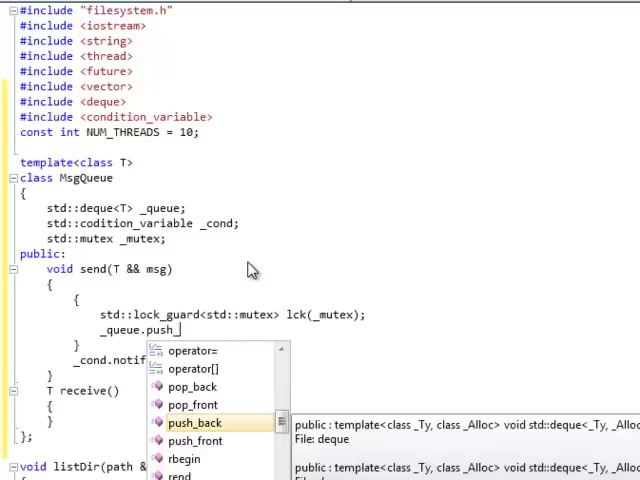 #include "filesystem.h"
#include <iostream>
#include <string>
#include <thread>
#include <future>
#include <vector>
#include <deque>
#include <condition_variable>
const int NUM_THREADS = 10;
template<class T>
class MsgQueue
{
std::deque<T> _queue;
std::codition_variable _cond;
std::mutex _mutex;
public:
void send(T && msg)
{
{
std::lock_guard<std::mutex> lck(_mutex);
_queue.push_
}
_cond.notif
}
T receive()
{
}
};
void listDir(path &
operator=
operator[]
pop_back
pop_front
push_back
push_front
rbegin
rend
public : template<class _Ty, class _Alloc> void std::deque<_Ty, _Alloc
File: deque
public : template<class _Ty, class _Alloc> void std::deque<_Ty, _Alloc